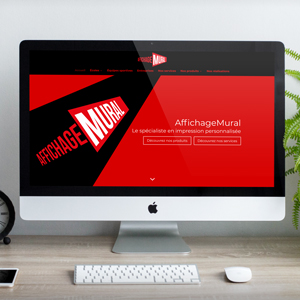 AFFICHAGE MURAL
AFFICHAGE MURAL
AffichageMural
Le spécialiste en impression personnalisée
Découvrez nos produits Découvrez nos services